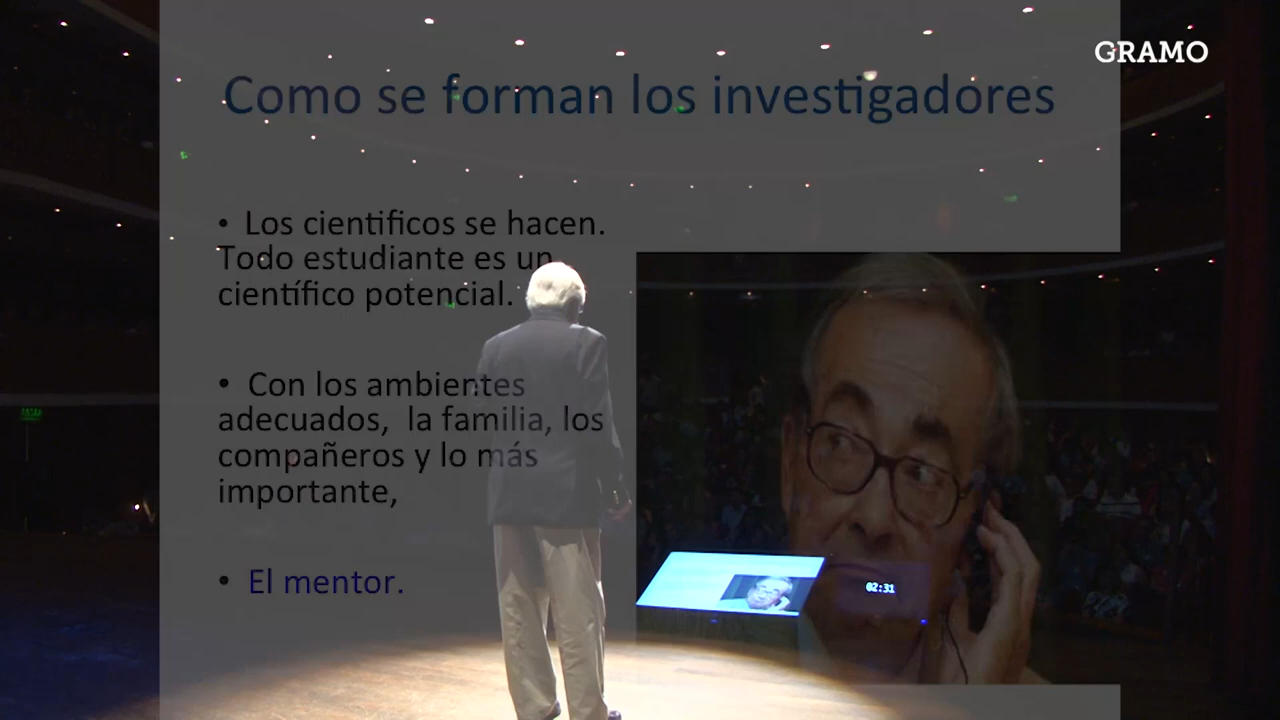 GRAMO
Como se forman los investigadores
• Los científicos se hacen.
Todo estudiante es un
científico potencial.
• Con los ambientes
adecuados, la familia, los
compañeros y lo más
importante,
• El mentor.
02:31